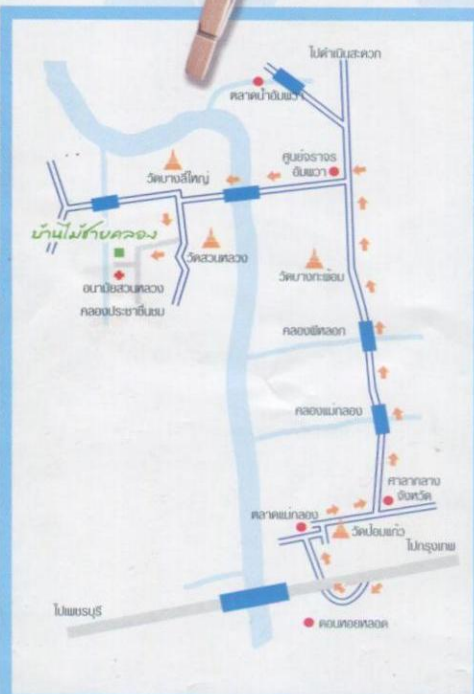 ไปดำเนินสะดวก
ตลาดน้ำอัมพวา
ศูนย์จราจร
อัมพวา
วัดบางลี่ใหญ่
บ้านไม้ชายคลอง
วัดสวนหลวง
อนามัยสวนหลวง
คลองประชาชื่นชม
วัดบางกะพ้อม
คลองผีหลอก
คลองแม่กลอง
ศาลากลาง
จังหวัด
ตลาดแม่กลอง
วัดป้อมแก้ว
ไปกรุงเทพ
ไปเพชรบุรี
ดอนหอยหลอด